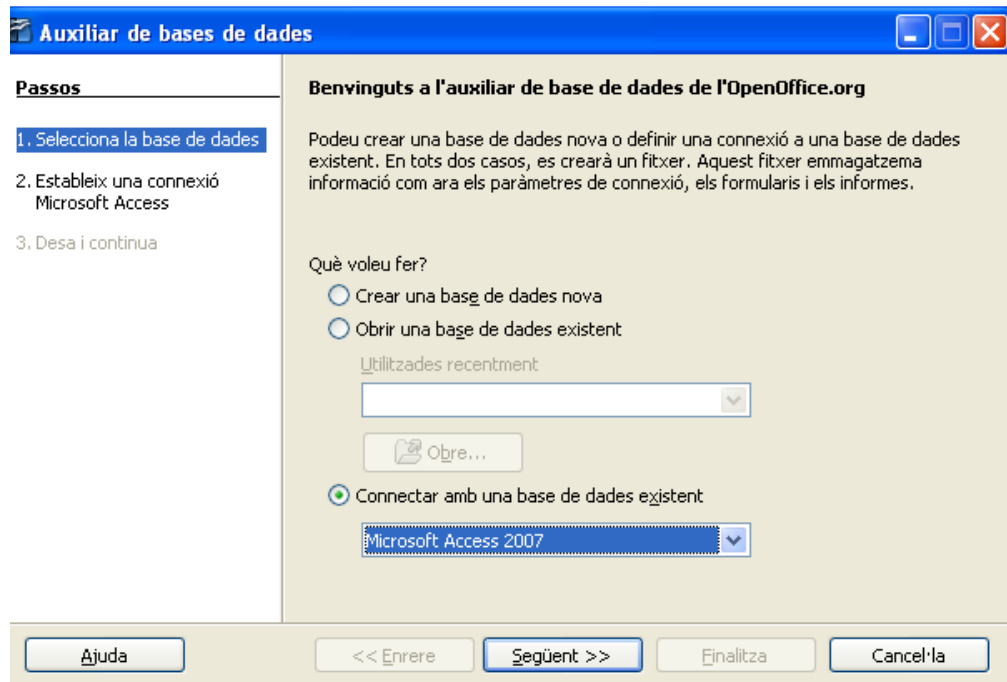 Auxiliar de bases de dades
Passos
1. Selecciona la base de dades
2. Estableix una connexió
Microsoft Access
3. Desa i continua
Benvinguts a l'auxiliar de base de dades de l'OpenOffice.org
Podeu crear una base de dades nova o definir una connexió a una base de dades
existent. En tots dos casos, es crearà un fitxer. Aquest fitxer emmagatzema
informació com ara els paràmetres de connexió, els formularis i els informes.
Què voleu fer?
Crear una base de dades nova
Obrir una base de dades existent
Utilitzades recentment
Obre...
Connectar amb una base de dades existent
Microsoft Access 2007
Ajuda
<< Enrere
Següent >>
Finalitza
Cancel·la